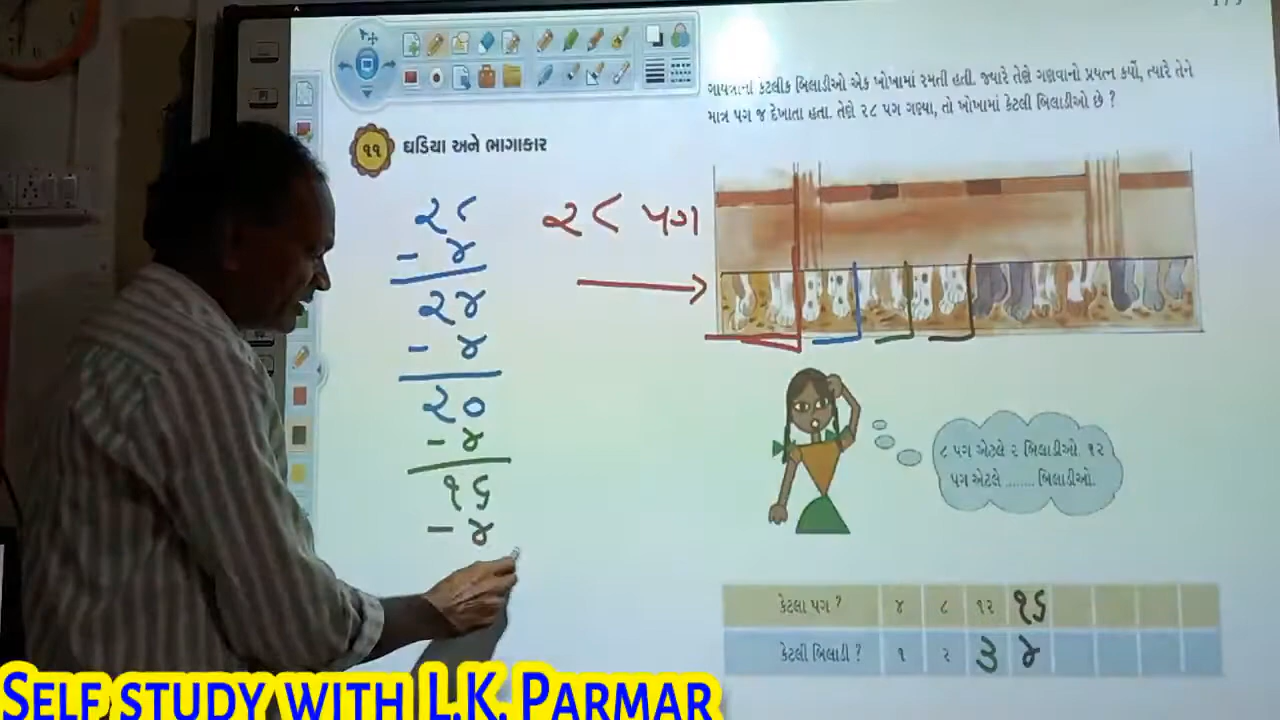 ગાયત્રીની કેટલીક બિલાડીઓ એક ખોખામાં રમતી હતી. જ્યારે તેણે ગણવાનો પ્રયત્ન કર્યો, ત્યારે તેને
માત્ર પગ જ દેખાતા હતા. તેણે ૨૮ પગ ગણ્યા, તો ખોખામાં કેટલી બિલાડીઓ છે ?
૧૧ ઘડિયા અને ભાગાકાર
૨૮
- ૪
૨૪
- ૪
૨૦
- ૪
૧૬
- ૪
૨૮ પગ
૮ પગ એટલે ૨ બિલાડીઓ. ૧૨
પગ એટલે ........ બિલાડીઓ.
કેટલા પગ ? ૪ ૮ ૧૨ ૧૬
કેટલી બિલાડી ? ૧ ૨ ૩ ૪
SELF STUDY WITH L.K. PARMAR